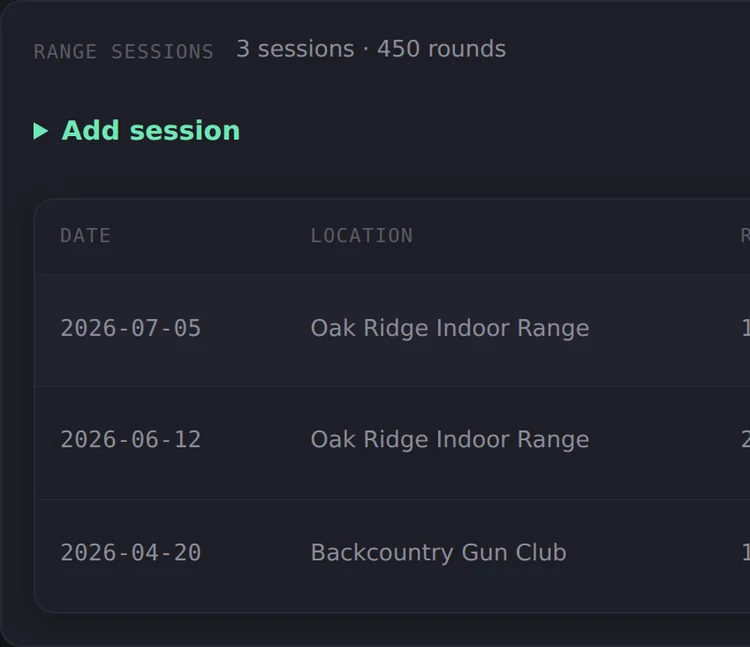 RANGE SESSIONS 3 sessions · 450 rounds
▶ Add session
DATE LOCATION
2026-07-05 Oak Ridge Indoor Range
2026-06-12 Oak Ridge Indoor Range
2026-04-20 Backcountry Gun Club